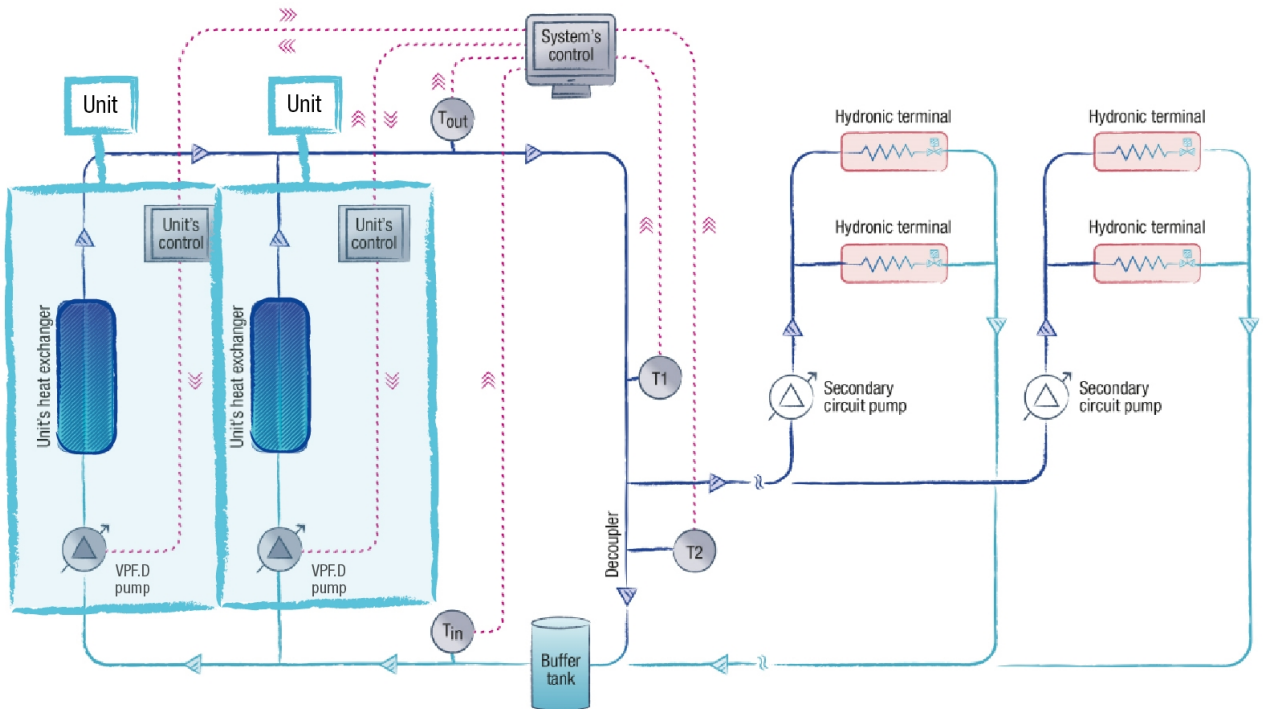 System's
control
Unit
Unit
Tout
Hydronic terminal
Hydronic terminal
Unit's
control
Unit's
control
Hydronic terminal
Hydronic terminal
Unit's heat exchanger
Unit's heat exchanger
T1
Secondary
circuit pump
Secondary
circuit pump
Decoupler
T2
VPF.D
pump
VPF.D
pump
Tin
Buffer
tank